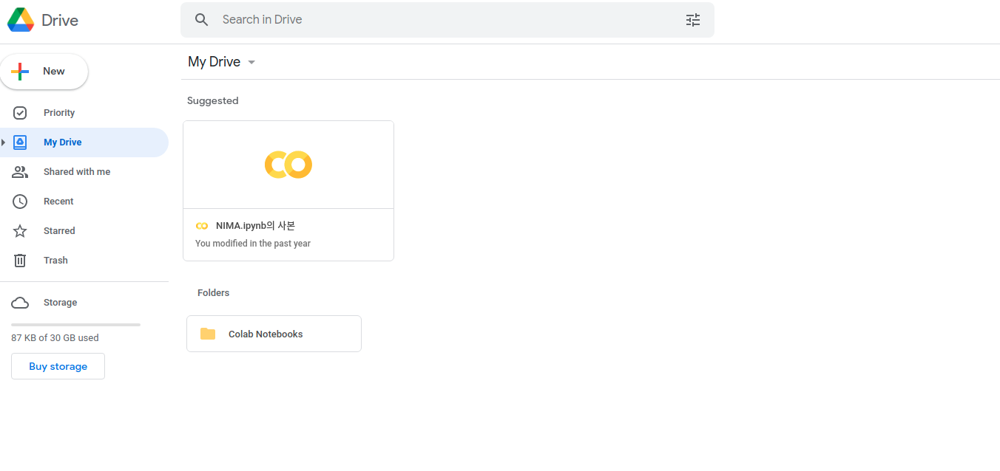 Drive
Search in Drive
New
My Drive
Priority
My Drive
Shared with me
Recent
Starred
Trash
Storage
87 KB of 30 GB used
Buy storage
Suggested
NIMA.ipynb의 사본
You modified in the past year
Folders
Colab Notebooks